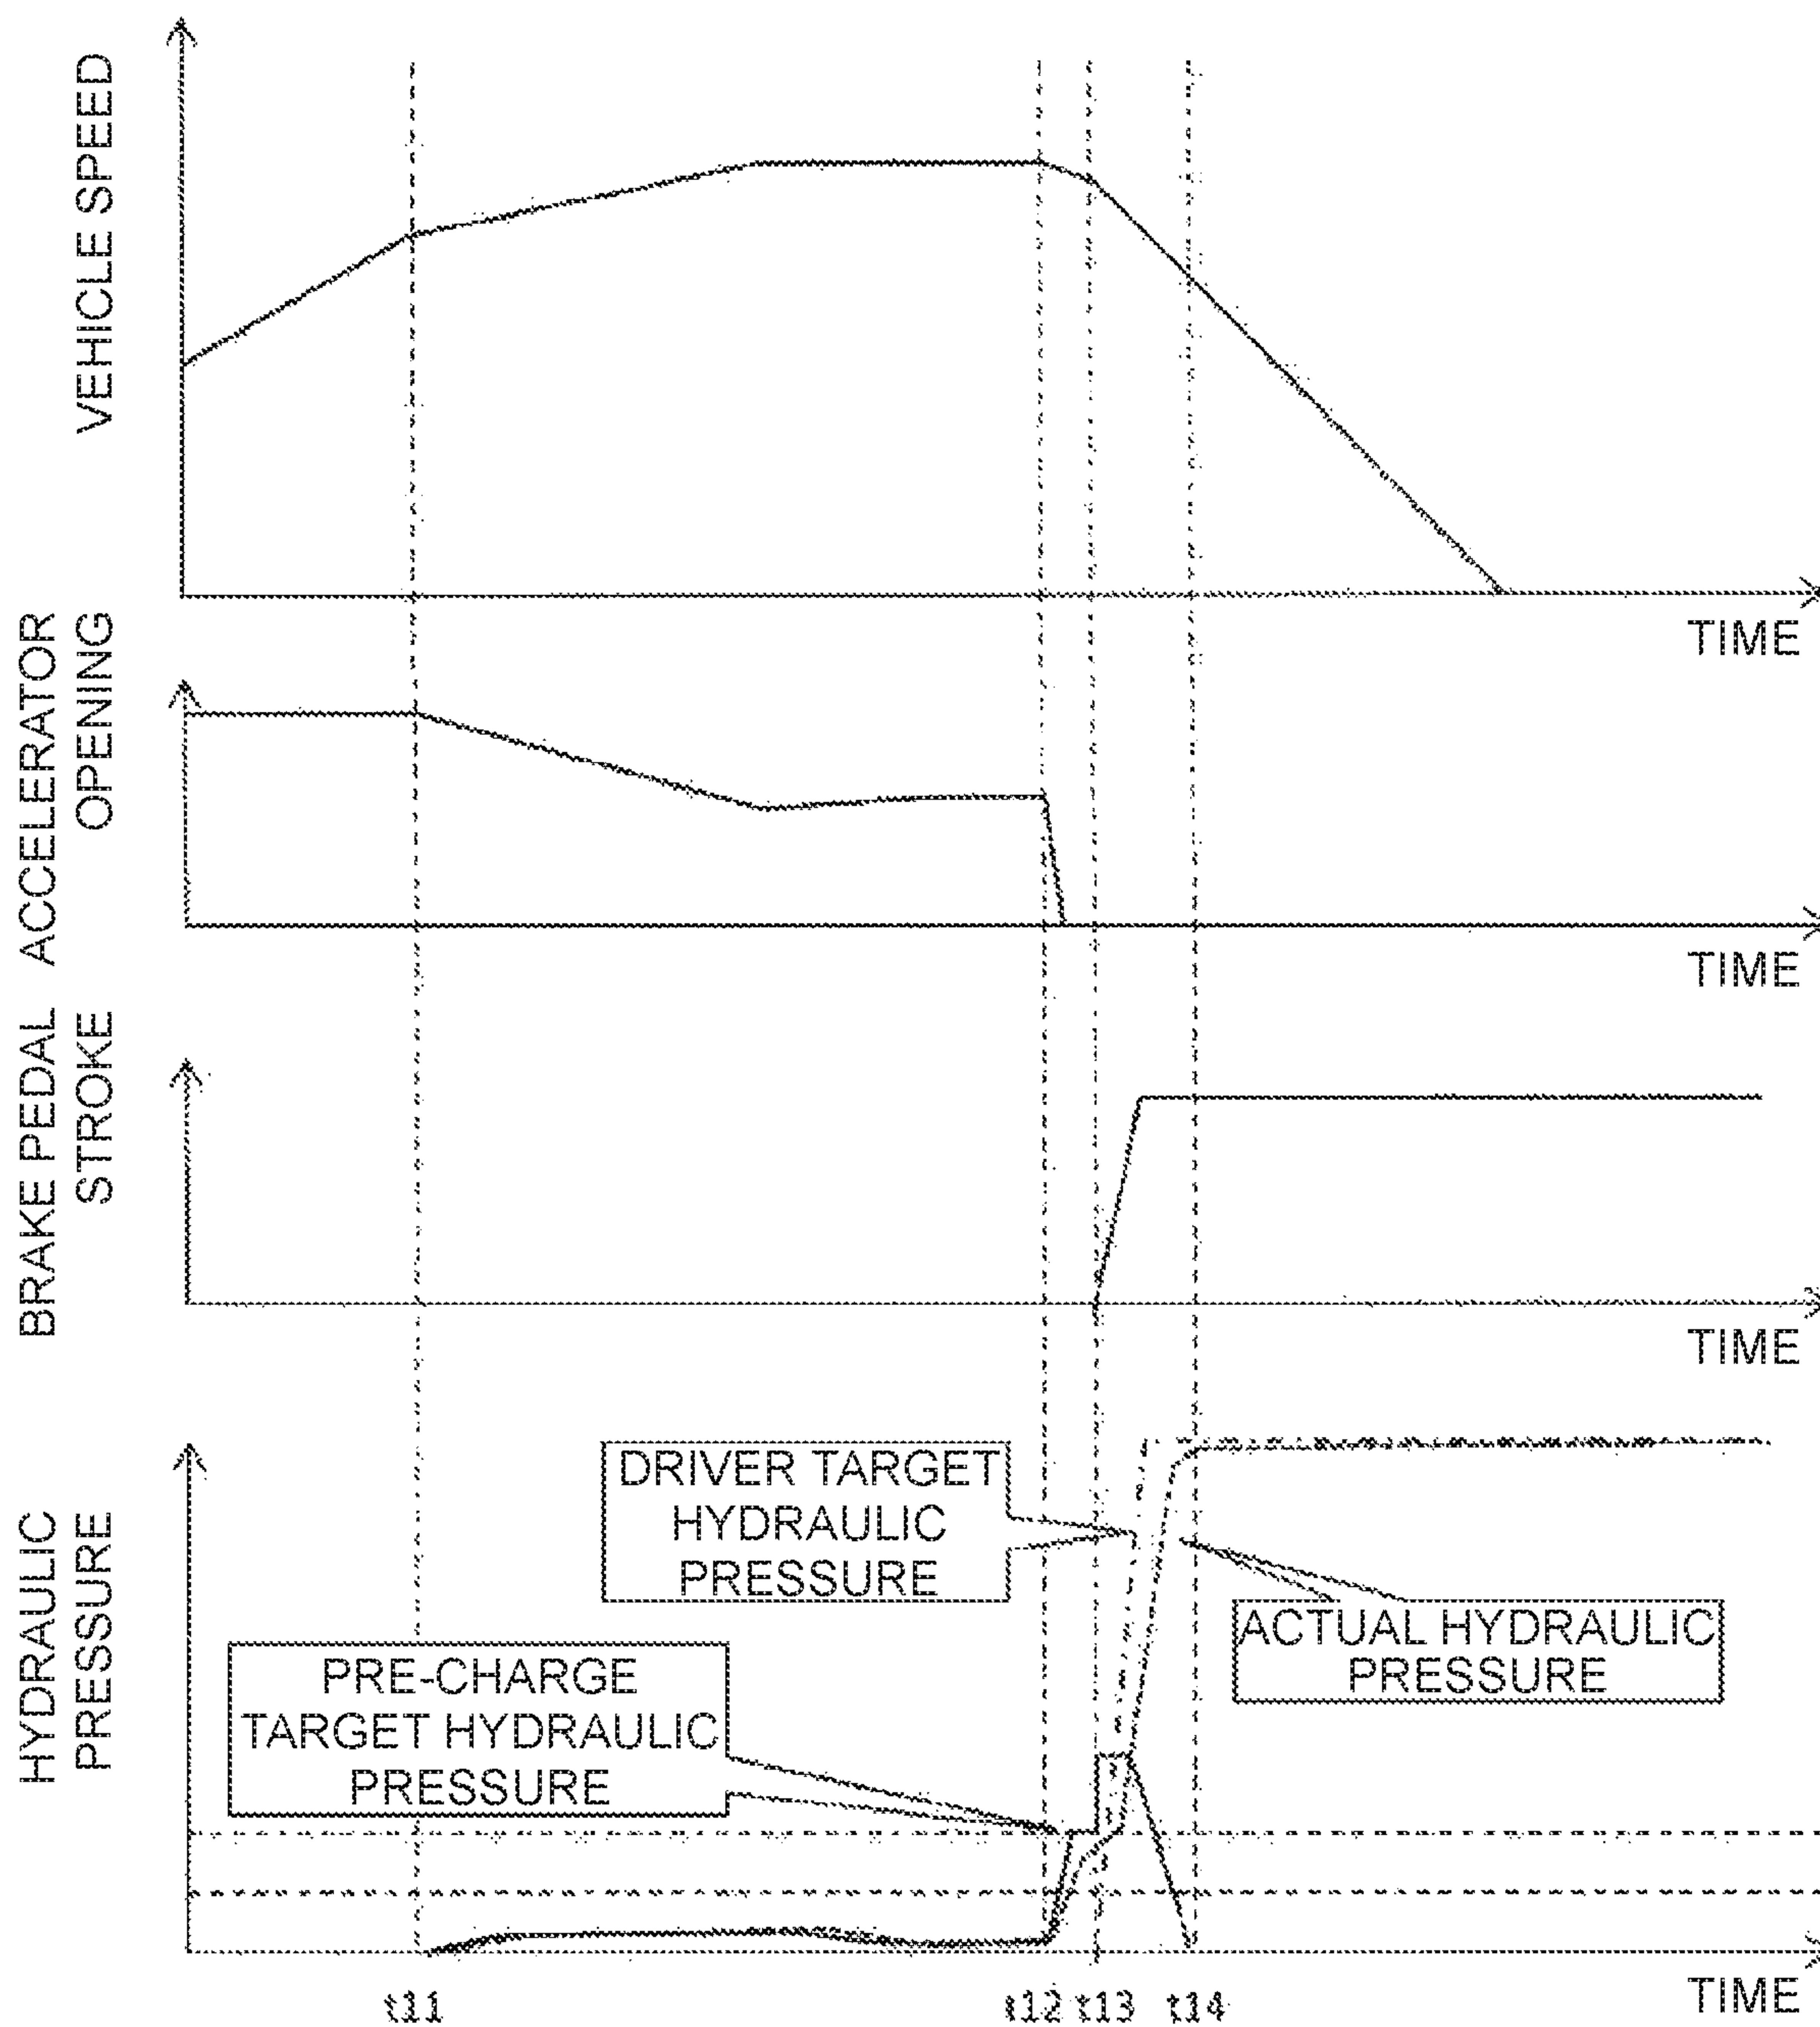 VEHICLE SPEED
TIME
ACCELERATOR
OPENING
TIME
BRAKE PEDAL
STROKE
TIME
HYDRAULIC
PRESSURE
DRIVER TARGET
HYDRAULIC
PRESSURE
ACTUAL HYDRAULIC
PRESSURE
PRE-CHARGE
TARGET HYDRAULIC
PRESSURE
TIME
t11 t12 t13 t14